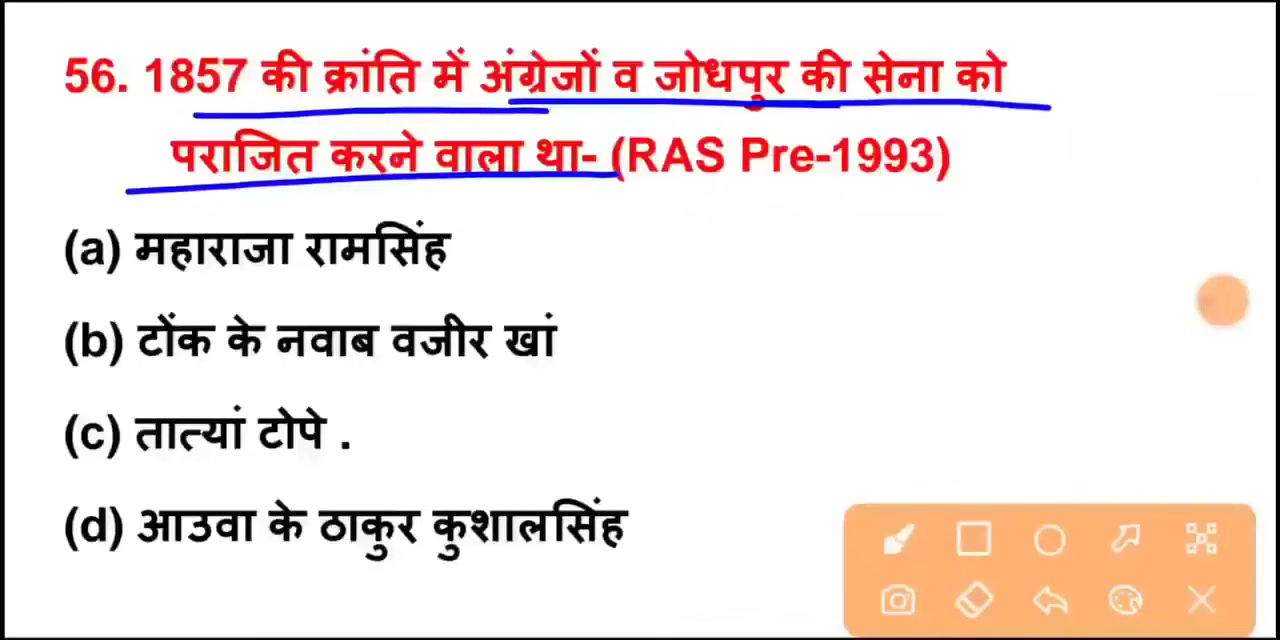 56. 1857 की क्रांति में अंग्रेजों व जोधपुर की सेना को
पराजित करने वाला था- (RAS Pre-1993)
(a) महाराजा रामसिंह
(b) टोंक के नवाब वजीर खां
(c) तात्यां टोपे .
(d) आउवा के ठाकुर कुशालसिंह